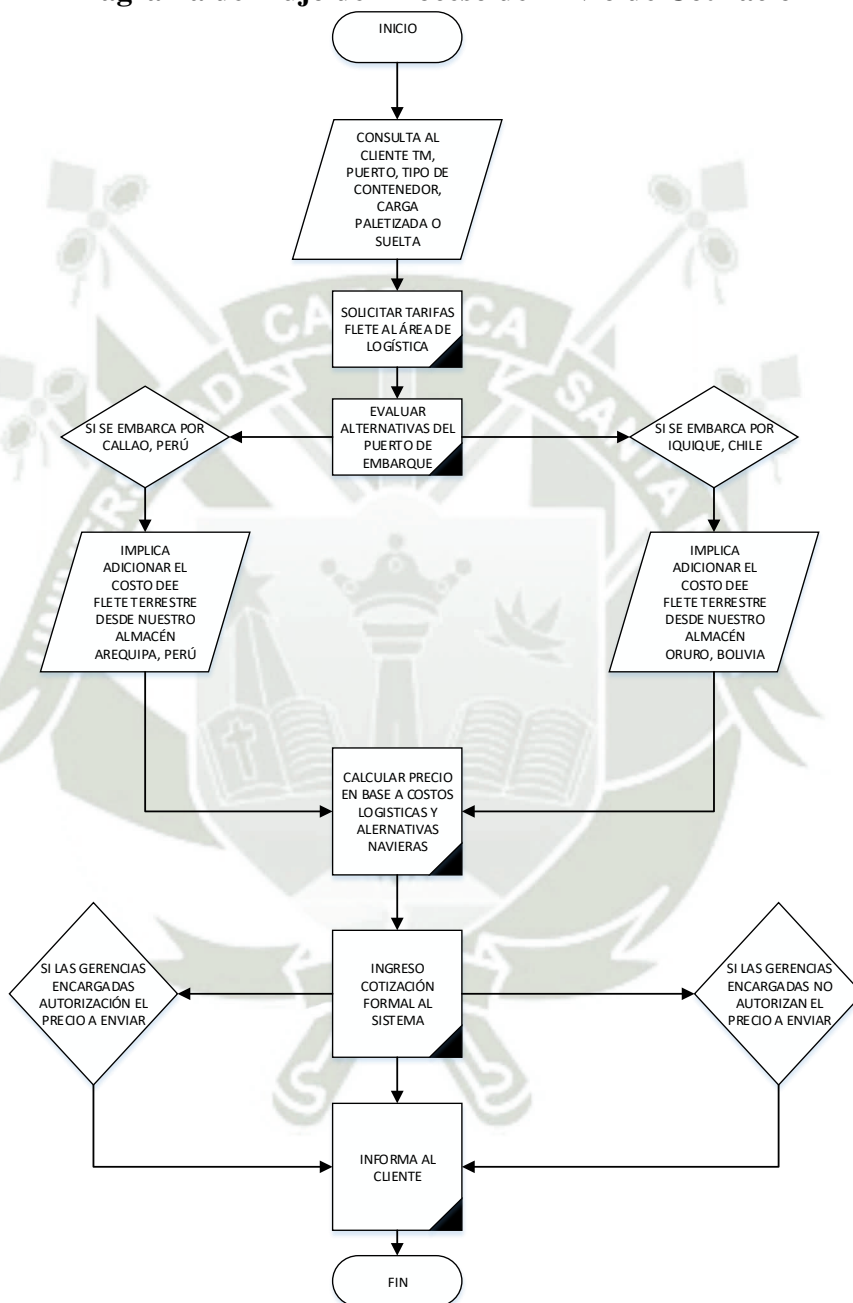 INICIO
CONSULTA AL
CLIENTE TM,
PUERTO, TIPO DE
CONTENEDOR,
CARGA
PALETIZADA O
SUELTA
SOLICITAR TARIFAS
FLETE AL ÁREA DE
LOGÍSTICA
EVALUAR
ALTERNATIVAS DEL
PUERTO DE
EMBARQUE
SI SE EMBARCA POR
CALLAO, PERÚ
SI SE EMBARCA POR
IQUIQUE, CHILE
IMPLICA
ADICIONAR EL
COSTO DEE
FLETE TERRESTRE
DESDE NUESTRO
ALMACÉN
AREQUIPA, PERÚ
IMPLICA
ADICIONAR EL
COSTO DEE
FLETE TERRESTRE
DESDE NUESTRO
ALMACÉN
ORURO, BOLIVIA
CALCULAR PRECIO
EN BASE A COSTOS
LOGISTICAS Y
ALERNATIVAS
NAVIERAS
SI LAS GERENCIAS
ENCARGADAS
AUTORIZACIÓN EL
PRECIO A ENVIAR
INGRESO
COTIZACIÓN
FORMAL AL
SISTEMA
SI LAS GERENCIAS
ENCARGADAS NO
AUTORIZAN EL
PRECIO A ENVIAR
INFORMA AL
CLIENTE
FIN